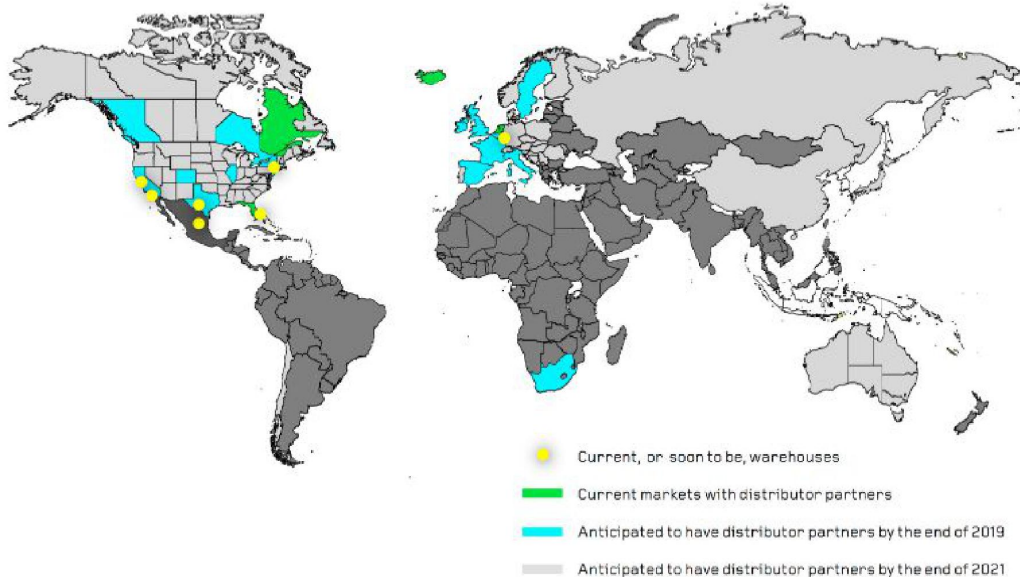 Current, or soon to be, warehouses
Current markets with distributor partners
Anticipated to have distributor partners by the end of 2019
Anticipated to have distributor partners by the end of 2021